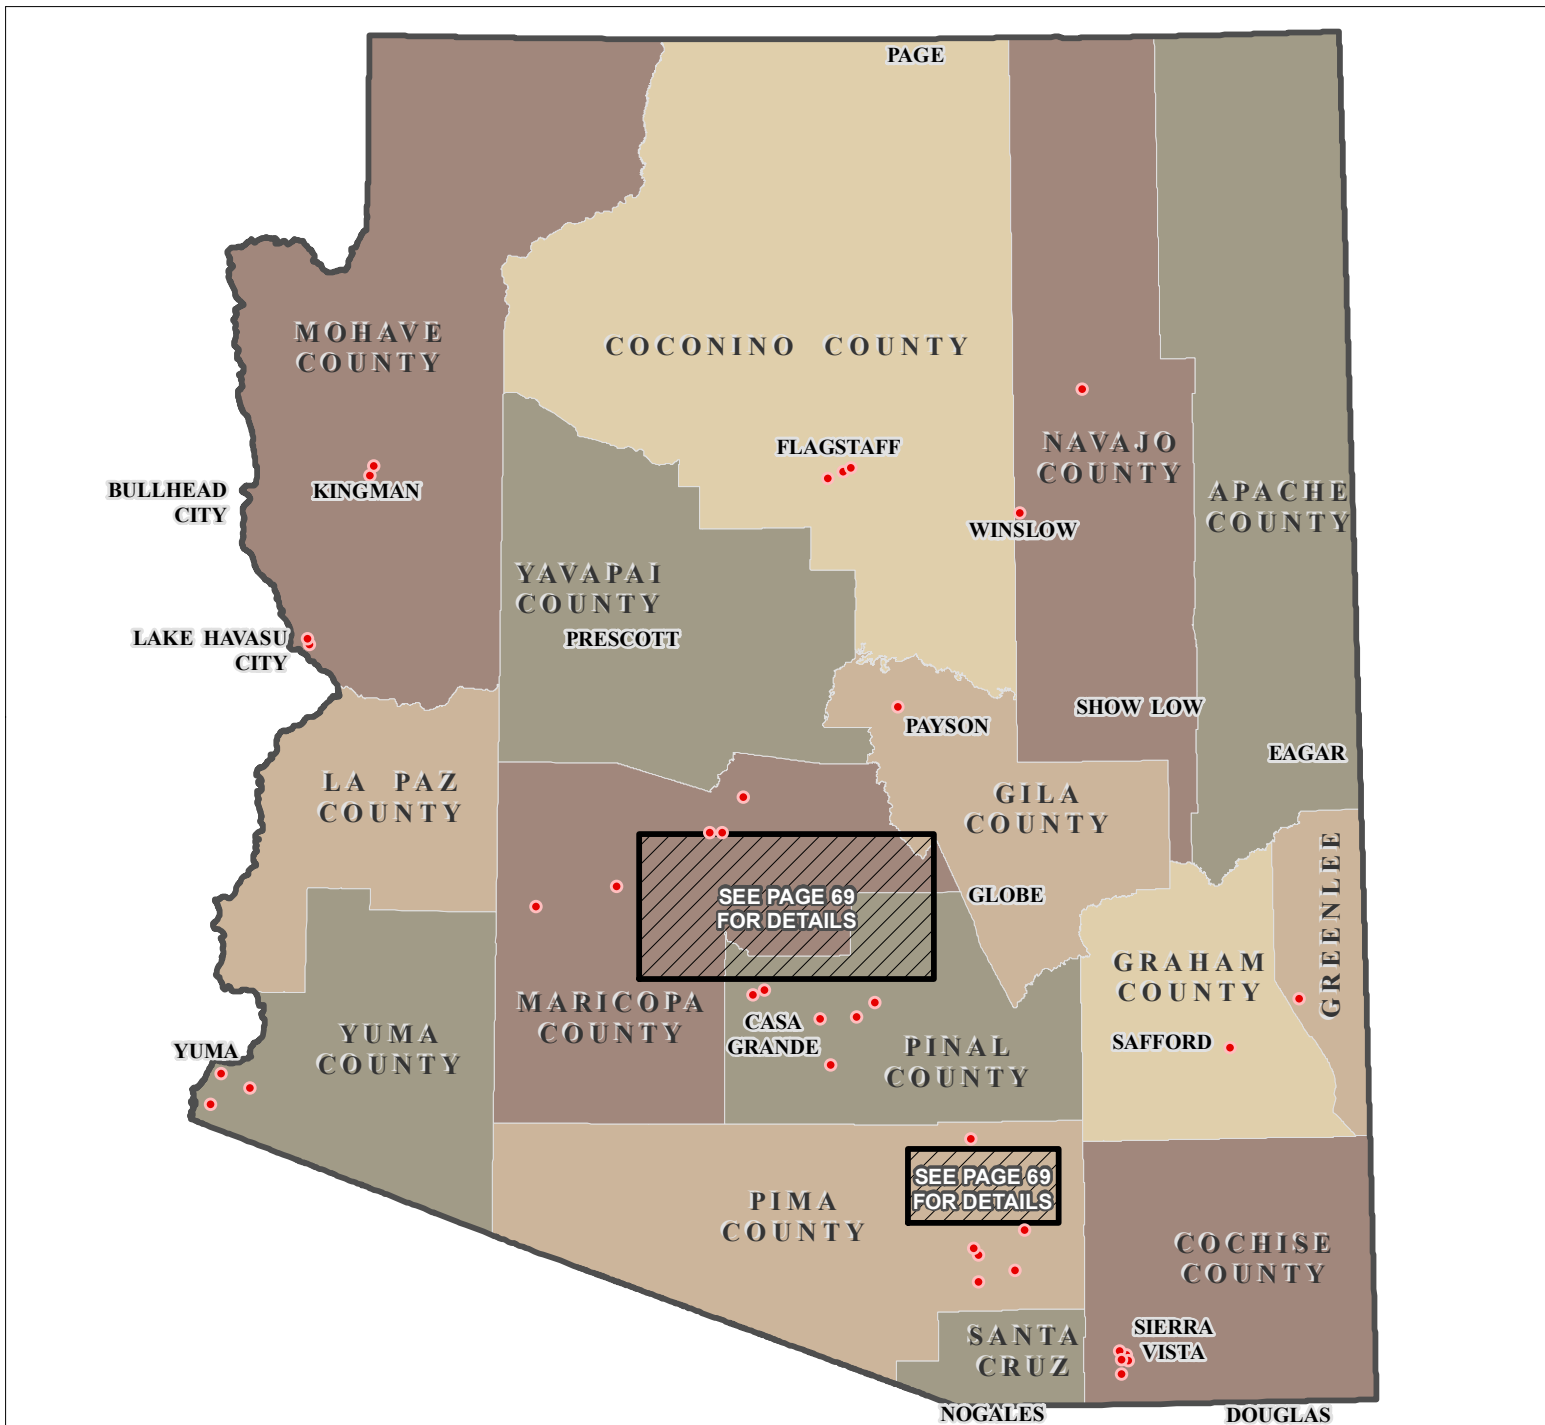 PAGE
MOHAVE
COUNTY
COCONINO COUNTY
FLAGSTAFF
NAVAJO
COUNTY
KINGMAN
BULLHEAD
CITY
APACHE
COUNTY
WINSLOW
YAVAPAI
COUNTY
PRESCOTT
LAKE HAVASU
CITY
SHOW LOW
PAYSON
EAGAR
LA PAZ
COUNTY
GILA
COUNTY
SEE PAGE 69
FOR DETAILS
GLOBE
GREENLEE
GRAHAM
COUNTY
MARICOPA
COUNTY
CASA
GRANDE
YUMA
COUNTY
YUMA
PINAL
COUNTY
SAFFORD
SEE PAGE 69
FOR DETAILS
PIMA
COUNTY
COCHISE
COUNTY
SANTA
CRUZ
SIERRA
VISTA
NOGALES
DOUGLAS